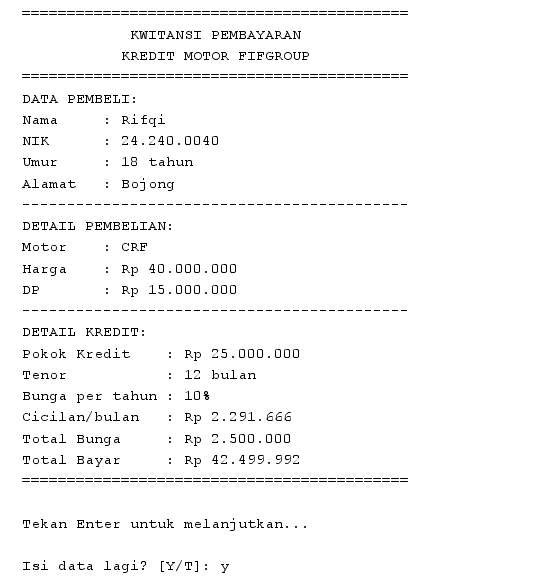 ===========================================
KWITANSI PEMBAYARAN
KREDIT MOTOR FIFGROUP
===========================================
DATA PEMBELI:
Nama     : Rifqi
NIK      : 24.240.0040
Umur     : 18 tahun
Alamat   : Bojong
-------------------------------------------
DETAIL PEMBELIAN:
Motor    : CRF
Harga    : Rp 40.000.000
DP       : Rp 15.000.000
-------------------------------------------
DETAIL KREDIT:
Pokok Kredit    : Rp 25.000.000
Tenor           : 12 bulan
Bunga per tahun : 10%
Cicilan/bulan   : Rp 2.291.666
Total Bunga     : Rp 2.500.000
Total Bayar     : Rp 42.499.992
===========================================
Tekan Enter untuk melanjutkan...
Isi data lagi? [Y/T]: y